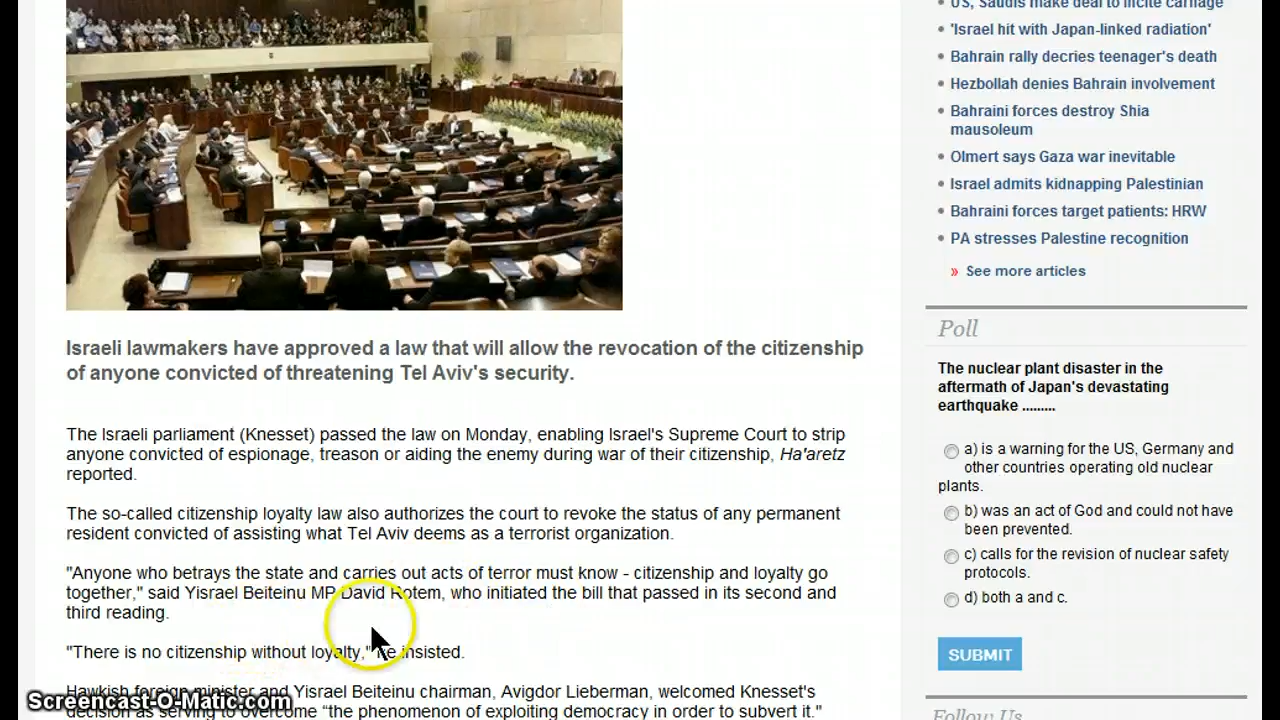 US, Saudis make deal to incite carnage
'Israel hit with Japan-linked radiation'
Bahrain rally decries teenager's death
Hezbollah denies Bahrain involvement
Bahraini forces destroy Shia
mausoleum
Olmert says Gaza war inevitable
Israel admits kidnapping Palestinian
Bahraini forces target patients: HRW
PA stresses Palestine recognition
» See more articles
Israeli lawmakers have approved a law that will allow the revocation of the citizenship
of anyone convicted of threatening Tel Aviv's security.
The Israeli parliament (Knesset) passed the law on Monday, enabling Israel's Supreme Court to strip
anyone convicted of espionage, treason or aiding the enemy during war of their citizenship, Ha'aretz
reported.
The so-called citizenship loyalty law also authorizes the court to revoke the status of any permanent
resident convicted of assisting what Tel Aviv deems as a terrorist organization.
"Anyone who betrays the state and carries out acts of terror must know - citizenship and loyalty go
together," said Yisrael Beiteinu MP David Rotem, who initiated the bill that passed in its second and
third reading.
"There is no citizenship without loyalty," he insisted.
Hawkish foreign minister and Yisrael Beiteinu chairman, Avigdor Lieberman, welcomed Knesset's
decision as serving to overcome "the phenomenon of exploiting democracy in order to subvert it."
Poll
The nuclear plant disaster in the
aftermath of Japan's devastating
earthquake .........
a) is a warning for the US, Germany and
other countries operating old nuclear
plants.
b) was an act of God and could not have
been prevented.
c) calls for the revision of nuclear safety
protocols.
d) both a and c.
SUBMIT
Follow Us
Screencast-O-Matic.com